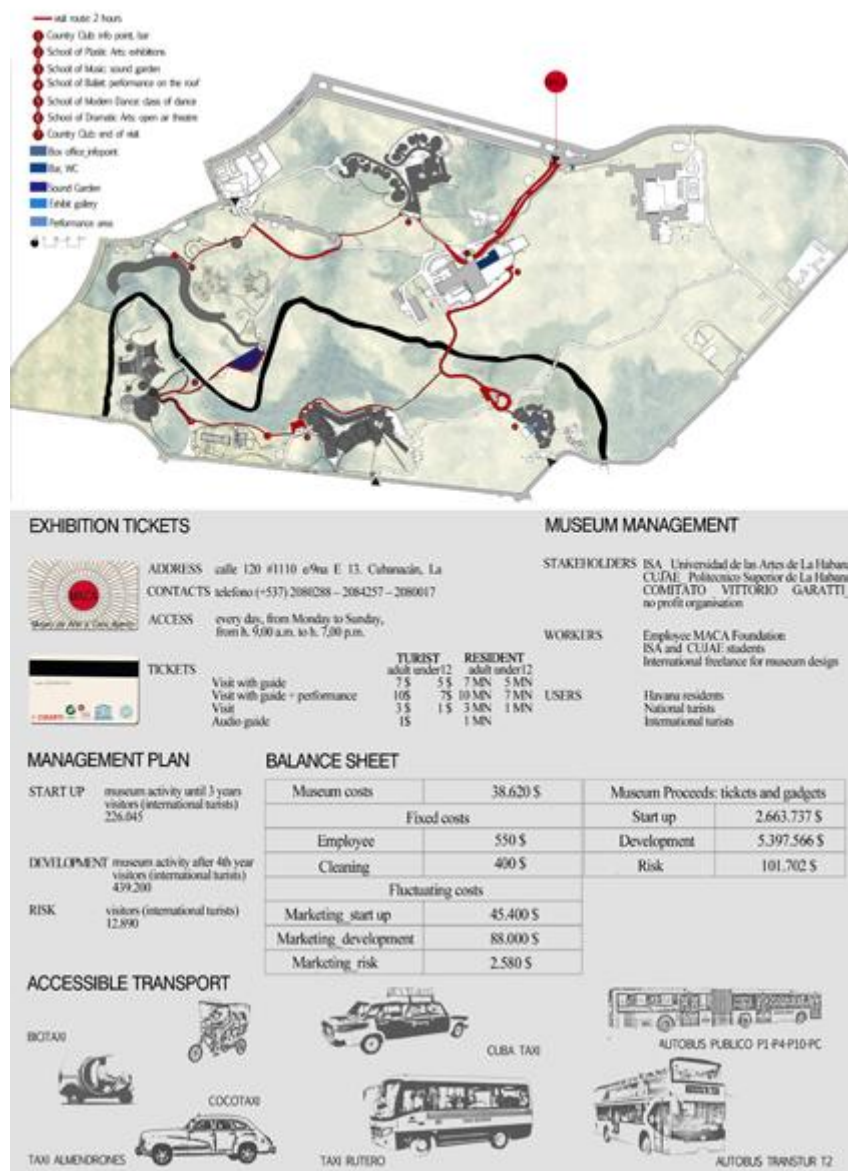 visit route: 2 hours
1 Country Club: info point, bar
2 School of Plastic Arts: exhibitions
3 School of Music: sound garden
4 School of Ballet: performance on the roof
5 School of Modern Dance: class of dance
6 School of Dramatic Arts: open air theatre
7 Country Club: end of visit
Box office_infopoint
Bar, WC
Sound Garden
Exhibit gallery
Performance area
EXHIBITION TICKETS
MACA
ADDRESS calle 120 #1110 e/9na E 13. Cubanacán, La
CONTACTS telefono (+537) 2080288 – 2084257 – 2080017
ACCESS every day, from Monday to Sunday,
from h. 9,00 a.m. to h. 7,00 p.m.
TICKETS
TURIST RESIDENT
adult under12 adult under12
Visit with guide 7 $ 5 $ 7 MN 5 MN
Visit with guide + performance 10$ 7$ 10 MN 7 MN
Visit 3 $ 1 $ 3 MN 1 MN
Audio guide 1$ 1 MN
MUSEUM MANAGEMENT
STAKEHOLDERS ISA_Universidad de las Artes de La Habana
CUJAE_Politecnico Superior de La Habana
COMITATO VITTORIO GARATTI_
no profit organisation
WORKERS Employee MACA Foundation
ISA and CUJAE students
International freelance for museum design
USERS Havana residents
National turists
International turists
MANAGEMENT PLAN
START UP museum activity until 3 years
visitors (international turists)
226.045
DEVELOPMENT museum activity after 4th year
visitors (international turists)
439.200
RISK visitors (international turists)
12.890
BALANCE SHEET
Museum costs 38.620 $
Fixed costs
Employee 550 $
Cleaning 400 $
Fluctuating costs
Marketing_start up 45.400 $
Marketing_development 88.000 $
Marketing_risk 2.580 $
Museum Proceeds: tickets and gadgets
Start up 2.663.737 $
Development 5.397.566 $
Risk 101.702 $
ACCESSIBLE TRANSPORT
BICITAXI
CUBA TAXI
AUTOBUS PUBLICO P1-P4-P10-PC
COCOTAXI
TAXI ALMENDRONES
TAXI RUTERO
AUTOBUS TRANSTUR T2